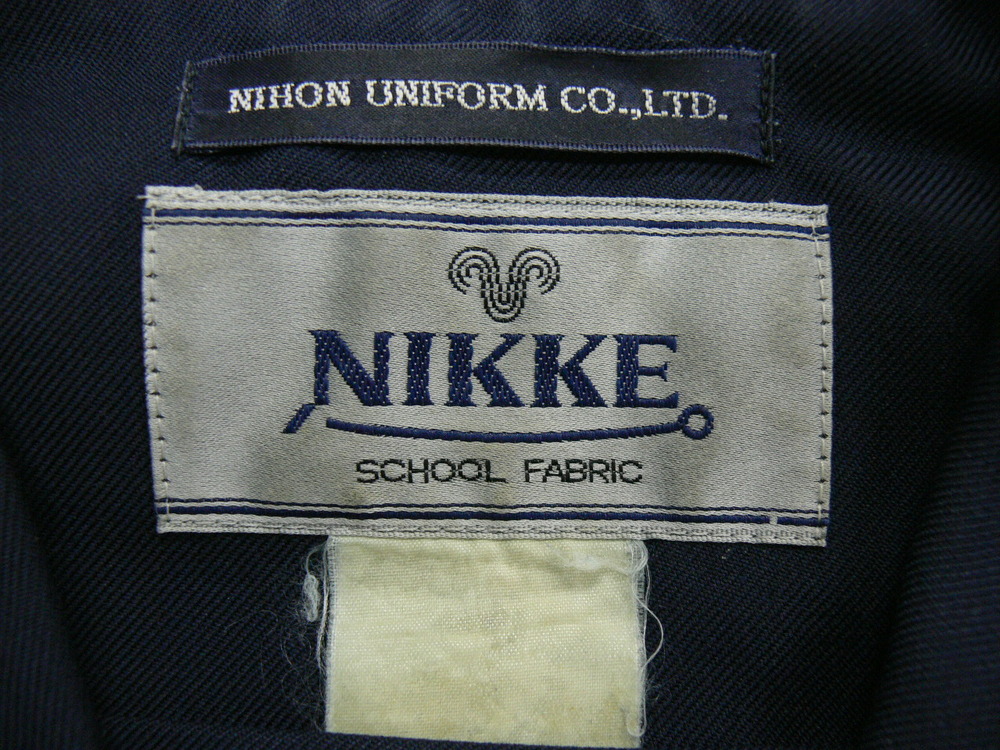 NIHON UNIFORM CO.,LTD.
NIKKE
SCHOOL FABRIC